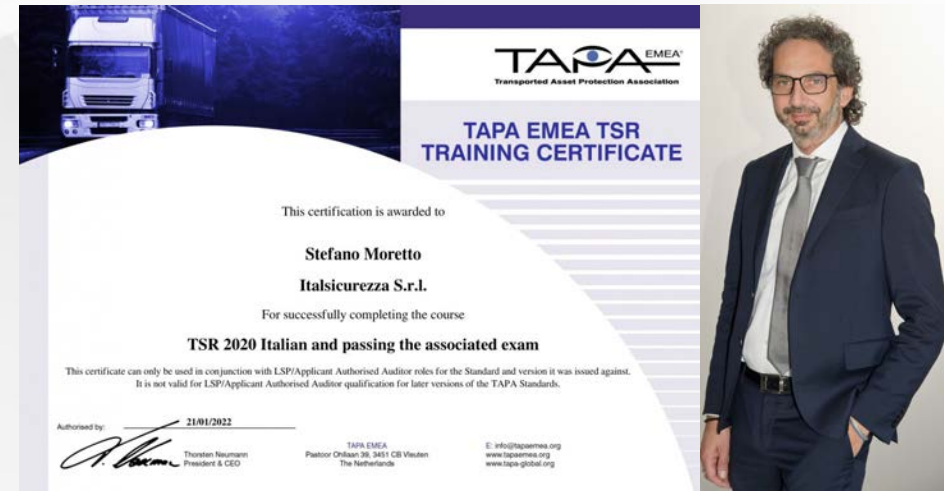 TAPA EMEA
Transported Asset Protection Association
TAPA EMEA TSR
TRAINING CERTIFICATE
This certification is awarded to
Stefano Moretto
Italsicurezza S.r.l.
For successfully completing the course
TSR 2020 Italian and passing the associated exam
This certificate can only be used in conjunction with LSP/Applicant Authorised Auditor roles for the Standard and version it was issued against.
It is not valid for LSP/Applicant Authorised Auditor qualification for later versions of the TAPA Standards.
Authorised by:
21/01/2022
Thorsten Neumann
President & CEO
TAPA EMEA
Pastoor Ohllaan 39, 3451 CB Vleuten
The Netherlands
E: info@tapaemea.org
www.tapaemea.org
www.tapa-global.org